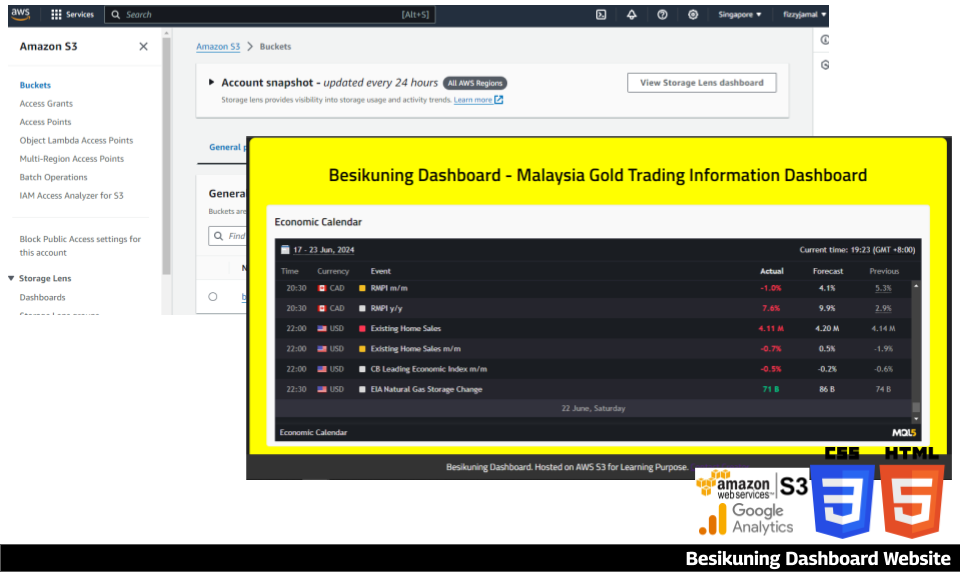 aws
Services
Search
[Alt+S]
Singapore
fizzyjamal
Amazon S3
Buckets
Access Grants
Access Points
Object Lambda Access Points
Multi-Region Access Points
Batch Operations
IAM Access Analyzer for S3
Block Public Access settings for
this account
Storage Lens
Dashboards
Amazon S3 > Buckets
Account snapshot - updated every 24 hours All AWS Regions
Storage lens provides visibility into storage usage and activity trends. Learn more
View Storage Lens dashboard
General
Genera
Buckets are
Find
Besikuning Dashboard - Malaysia Gold Trading Information Dashboard
Economic Calendar
17 - 23 Jun, 2024 Current time: 19:23 (GMT +8:00)
Time Currency Event Actual Forecast Previous
20:30 CAD RMPI m/m -1.0% 4.1% 5.3%
20:30 CAD RMPI y/y 7.6% 9.9% 2.9%
22:00 USD Existing Home Sales 4.11 M 4.20 M 4.14 M
22:00 USD Existing Home Sales m/m -0.7% 0.5% -1.9%
22:00 USD CB Leading Economic Index m/m -0.5% -0.2% -0.6%
22:30 USD EIA Natural Gas Storage Change 71 B 86 B 74 B
22 June, Saturday
Economic Calendar MQL5
Besikuning Dashboard. Hosted on AWS S3 for Learning Purpose.
amazon
web services™
S3
Google
Analytics
CSS
3
HTML
5
Besikuning Dashboard Website